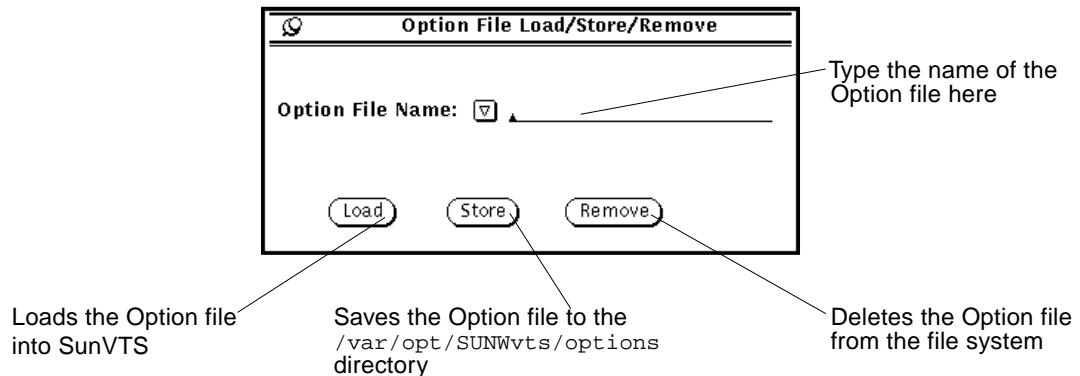 Option File Load/Store/Remove
Type the name of the
Option file here
Option File Name:
Load
Store
Remove
Loads the Option file
into SunVTS
Saves the Option file to the
/var/opt/SUNWvts/options
directory
Deletes the Option file
from the file system